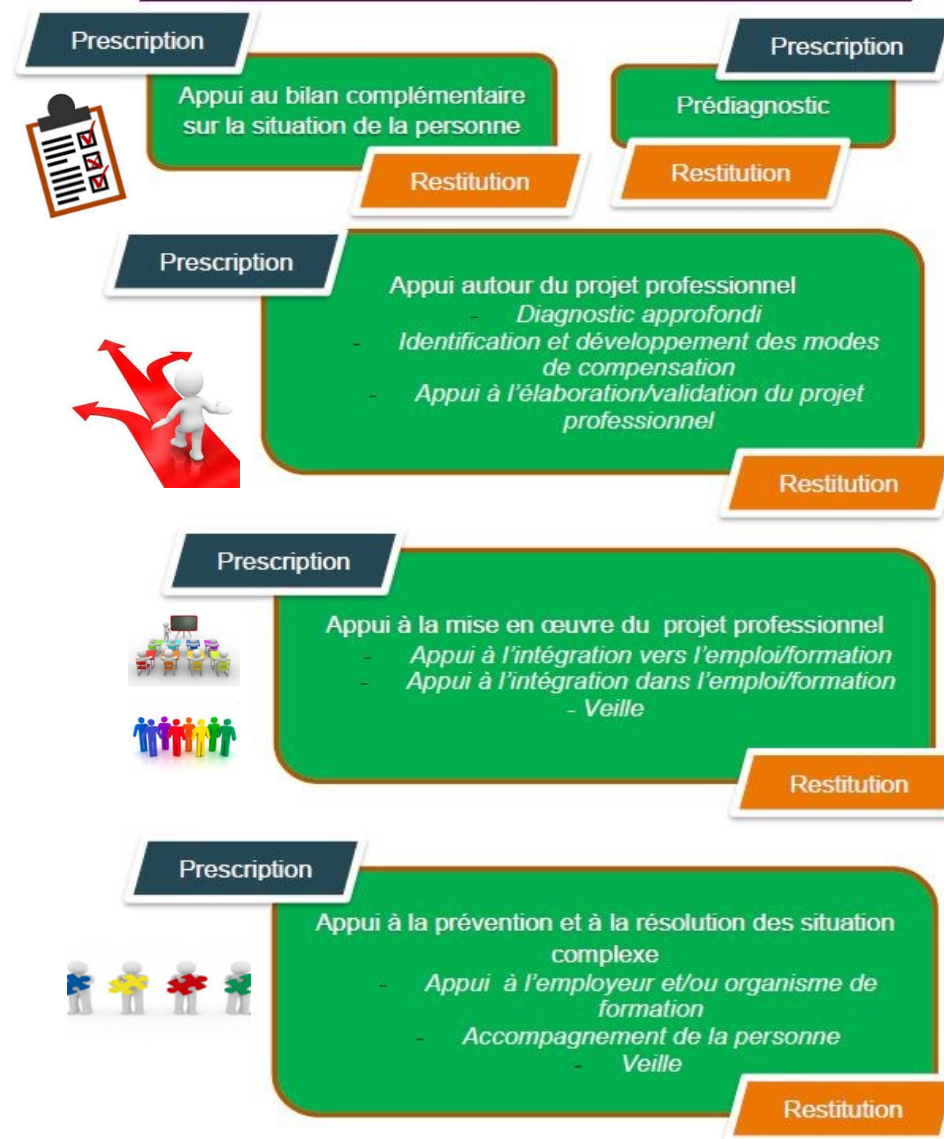 Prescription
Appui au bilan complémentaire
sur la situation de la personne
Restitution
Prescription
Prédiagnostic
Restitution
Prescription
Appui autour du projet professionnel
- Diagnostic approfondi
- Identification et développement des modes
de compensation
- Appui à l'élaboration/validation du projet
professionnel
Restitution
Prescription
Appui à la mise en œuvre du projet professionnel
- Appui à l'intégration vers l'emploi/formation
- Appui à l'intégration dans l'emploi/formation
- Veille
Restitution
Prescription
Appui à la prévention et à la résolution des situation
complexe
- Appui à l'employeur et/ou organisme de
formation
- Accompagnement de la personne
- Veille
Restitution